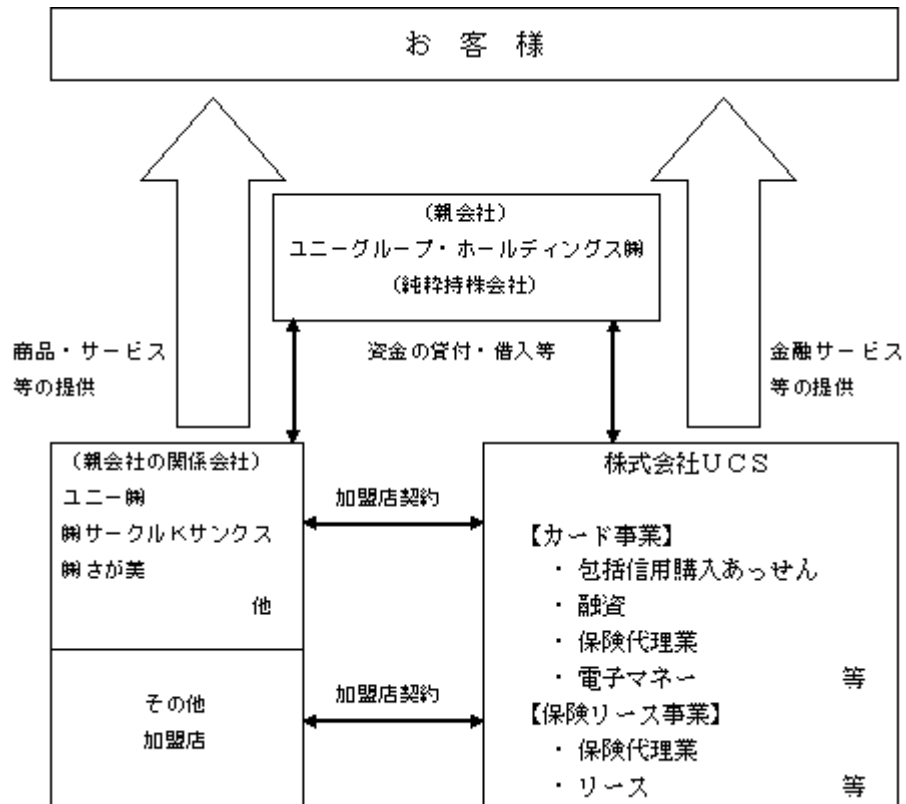 お 客 様
(親会社)
ユニーグループ・ホールディングス㈱
(純粋持株会社)
商品・サービス
等の提供
資金の貸付・借入等
金融サービス
等の提供
(親会社の関係会社)
ユニー㈱
㈱サークルKサンクス
㈱さが美
他
加盟店契約
その他
加盟店
加盟店契約
株式会社UCS
【カード事業】
・ 包括信用購入あっせん
・ 融資
・ 保険代理業
・ 電子マネー 等
【保険リース事業】
・ 保険代理業
・ リース 等